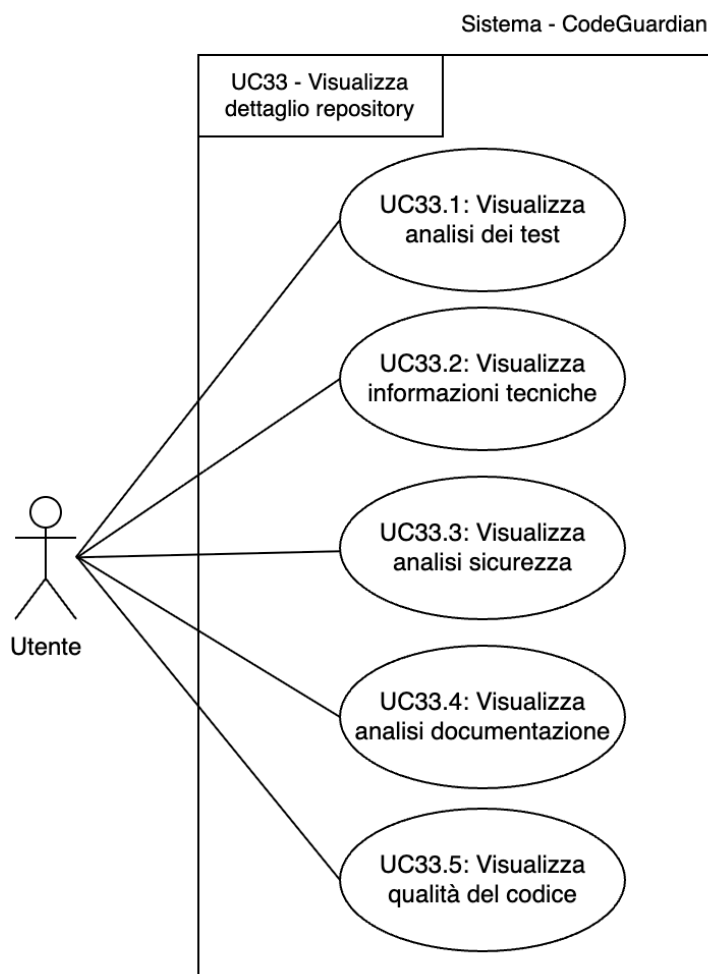 Sistema - CodeGuardian
UC33 - Visualizza
dettaglio repository
UC33.1: Visualizza
analisi dei test
UC33.2: Visualizza
informazioni tecniche
UC33.3: Visualizza
analisi sicurezza
Utente
UC33.4: Visualizza
analisi documentazione
UC33.5: Visualizza
qualità del codice